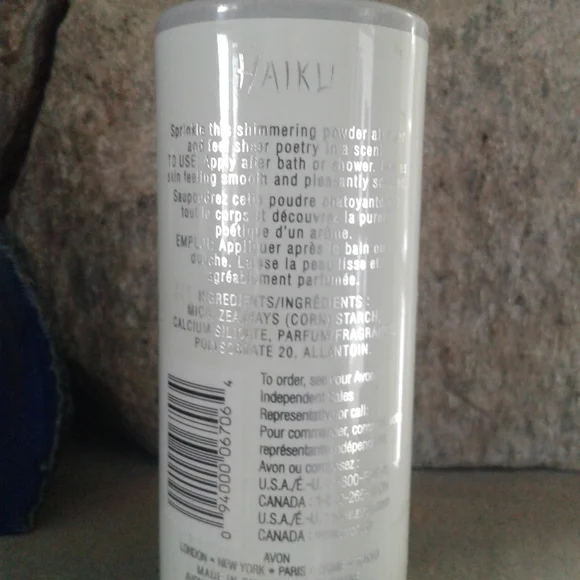 HAIKU
Sprinkle this shimmering powder all over
and feel sheer poetry in a scent.
TO USE: Apply after bath or shower. Leaves
skin feeling smooth and pleasantly scented.
Saupoudrez cette poudre chatoyante
tout le corps et découvrez la pure
poétique d'un arôme.
EMPLOI: Appliquer après le bain ou
douche. Laisse la peau lisse et
agréablement parfumée.
INGREDIENTS/INGRÉDIENTS :
MICA, ZEA MAYS (CORN) STARCH,
CALCIUM SILICATE, PARFUM/FRAGRANCE,
POLYSORBATE 20, ALLANTOIN.
0 94000 06706 4
To order, see your Avon
Independent Sales
Representative or call:
Pour commander,
représentante indépendante
Avon ou composez :
U.S.A./É.-U.
CANADA :
U.S.A./É.-U.
CANADA :
AVON
LONDON • NEW YORK • PARIS
MADE IN